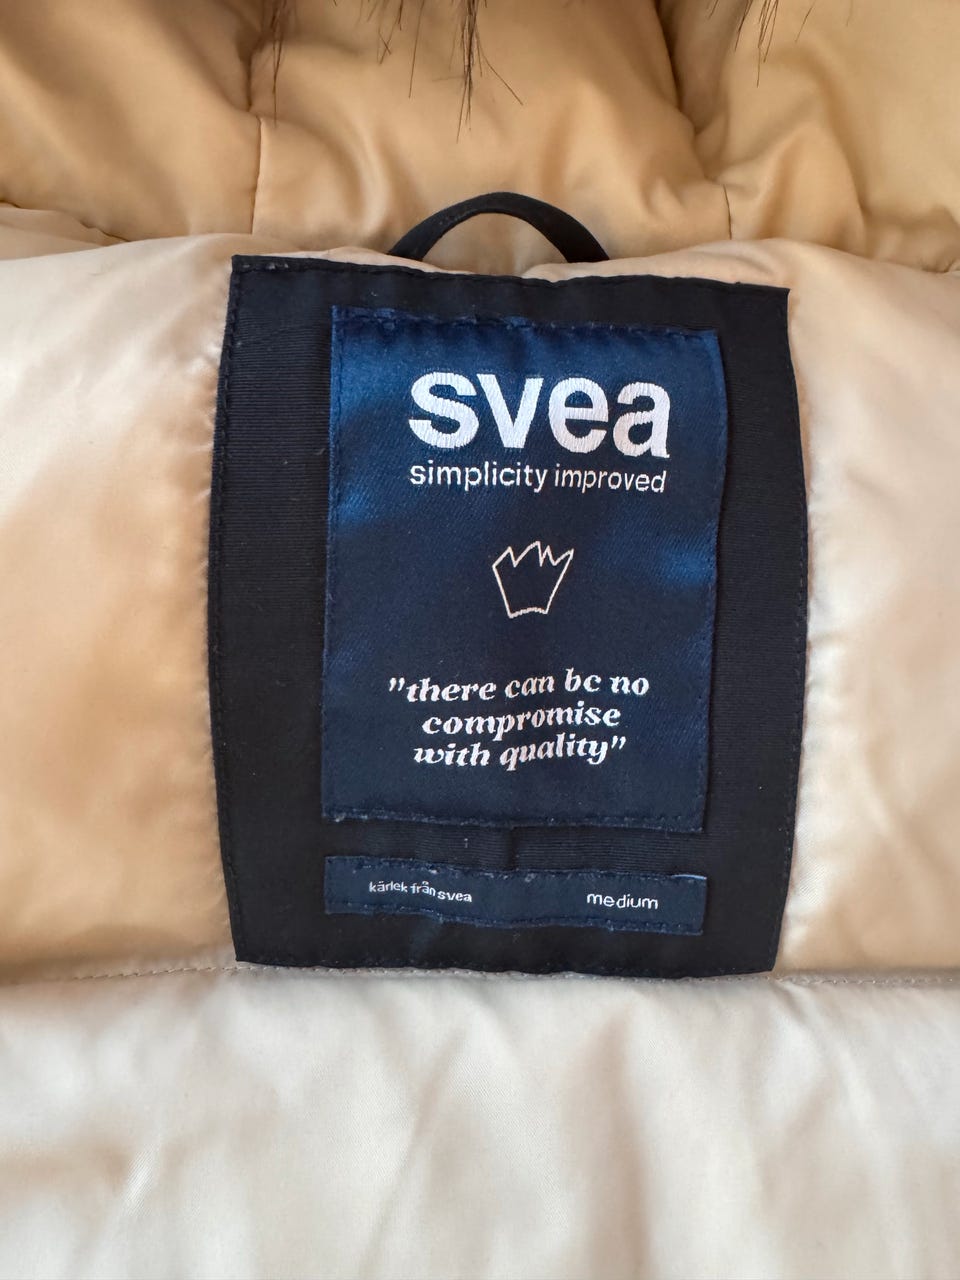 svea
simplicity improved
"there can be no
compromise
with quality"
kärlek från svea
medium